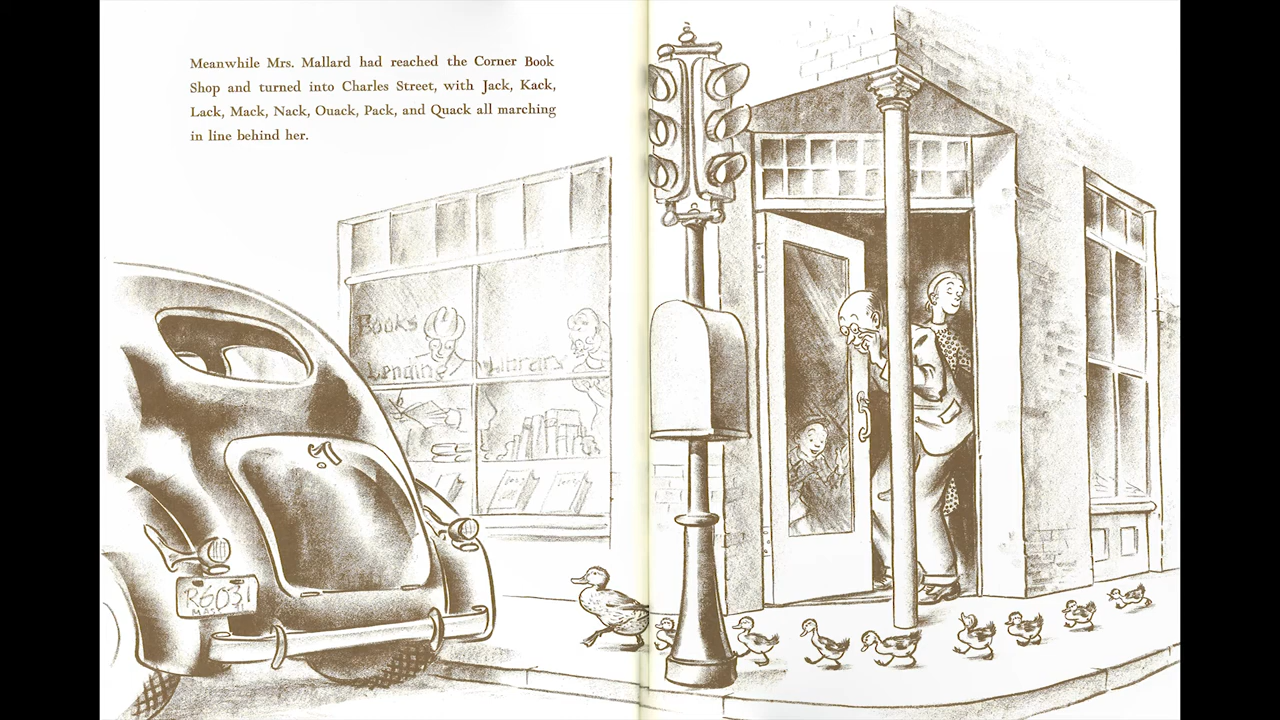 Meanwhile Mrs. Mallard had reached the Corner Book
Shop and turned into Charles Street, with Jack, Kack,
Lack, Mack, Nack, Ouack, Pack, and Quack all marching
in line behind her.
Books
Lending Library
R6031